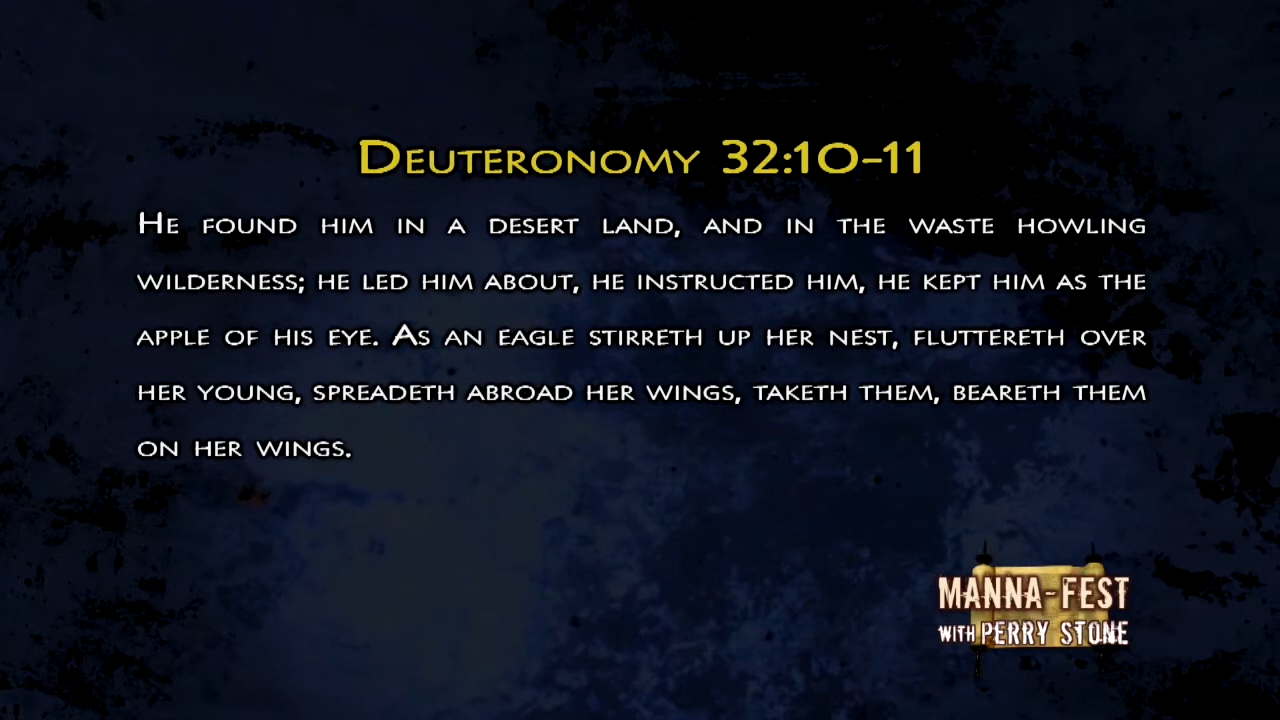 Deuteronomy 32:10-11
He found him in a desert land, and in the waste howling
wilderness; he led him about, he instructed him, he kept him as the
apple of his eye. As an eagle stirreth up her nest, fluttereth over
her young, spreadeth abroad her wings, taketh them, beareth them
on her wings.
MANNA-FEST
WITH PERRY STONE